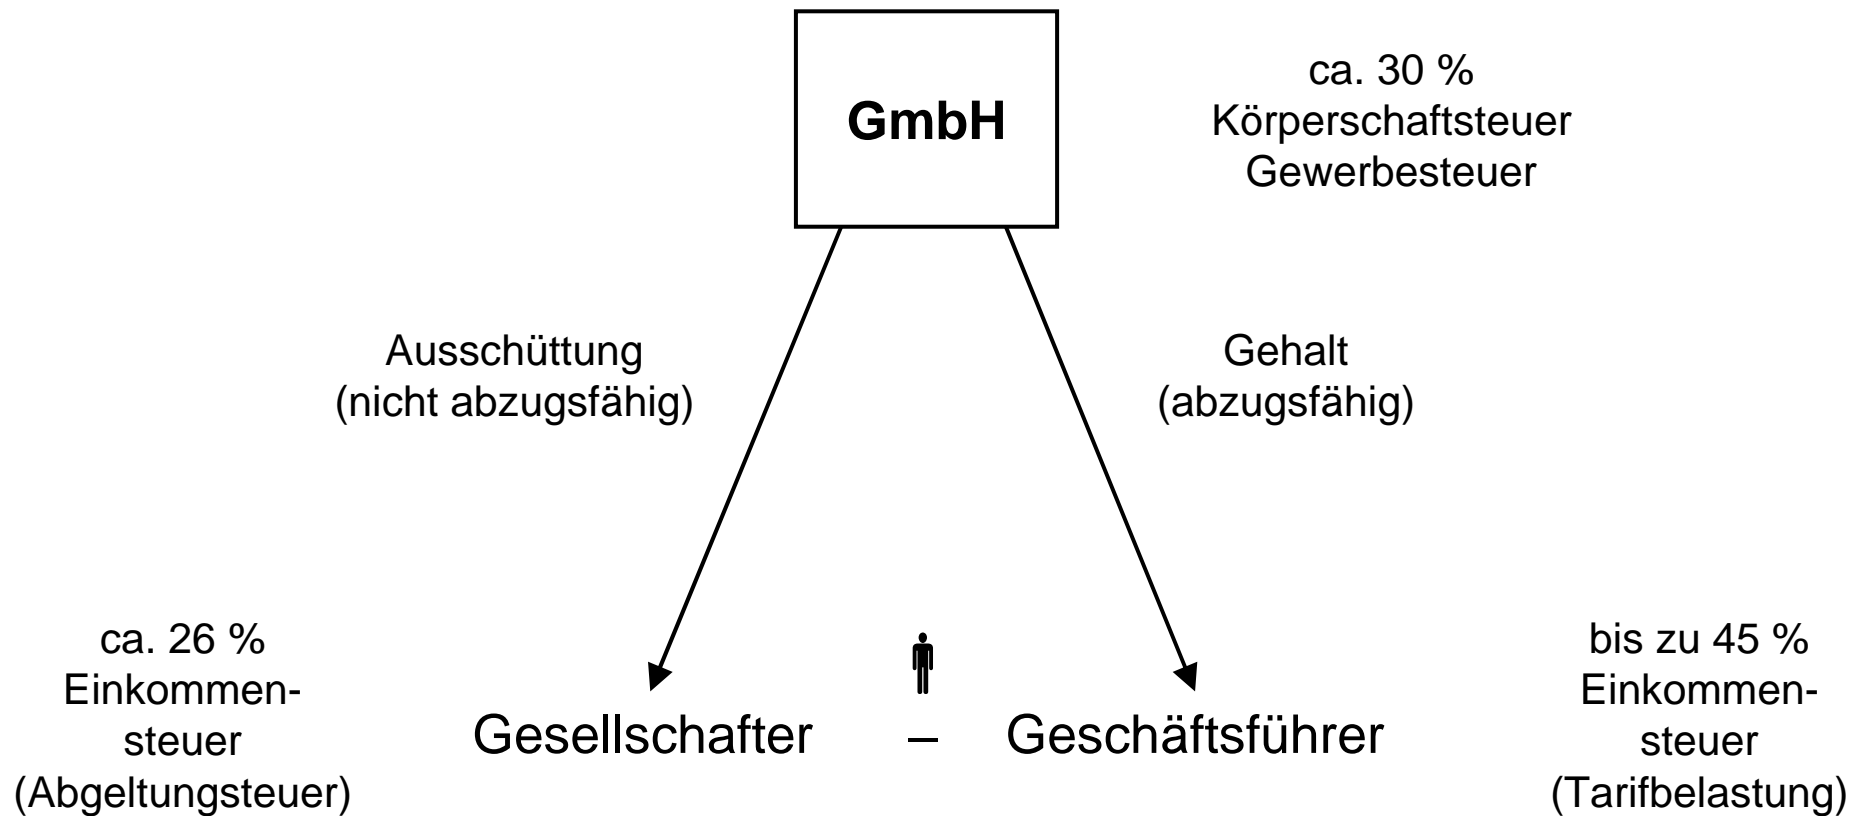 GmbH
ca. 30 %
Körperschaftsteuer
Gewerbesteuer
Ausschüttung
(nicht abzugsfähig)
Gehalt
(abzugsfähig)
ca. 26 %
Einkommen-
steuer
(Abgeltungsteuer)
Gesellschafter – Geschäftsführer
bis zu 45 %
Einkommen-
steuer
(Tarifbelastung)